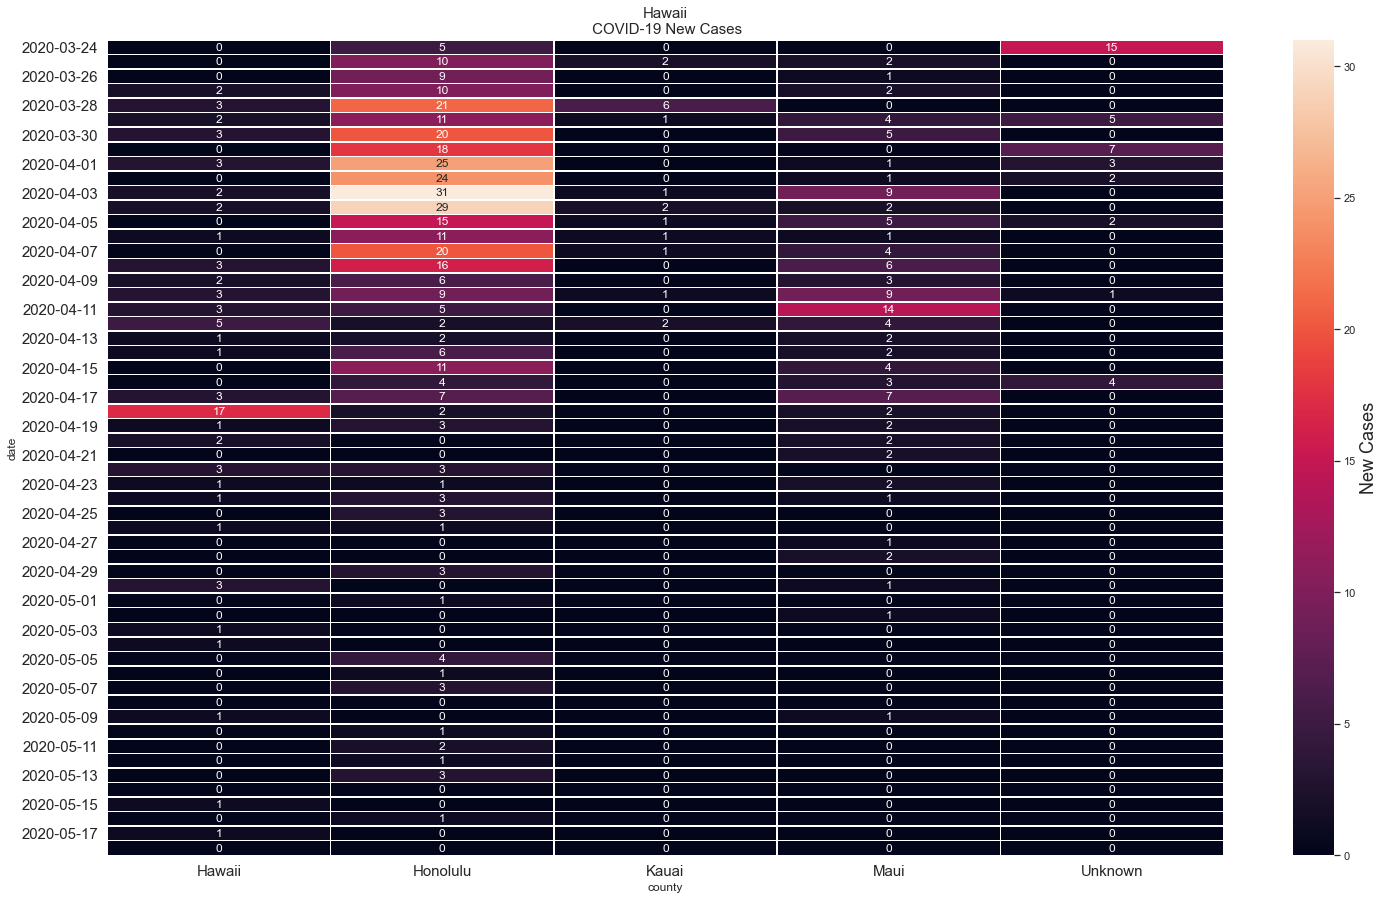 Hawaii
COVID-19 New Cases
2020-03-24 0 5 0 0 15
0 10 2 2 0
2020-03-26 0 9 0 1 0
2 10 0 2 0
2020-03-28 3 21 6 0 0
2 11 1 4 5
2020-03-30 3 20 0 5 0
0 18 0 0 7
2020-04-01 3 25 0 1 3
0 24 0 1 2
2020-04-03 2 31 1 9 0
2 29 2 2 0
2020-04-05 0 15 1 5 2
1 11 1 1 0
2020-04-07 0 20 1 4 0
3 16 0 6 0
2020-04-09 2 6 0 3 0
3 9 1 9 1
2020-04-11 3 5 0 14 0
5 2 2 4 0
2020-04-13 1 2 0 2 0
1 6 0 2 0
2020-04-15 0 11 0 4 0
0 4 0 3 4
2020-04-17 3 7 0 7 0
17 2 0 2 0
2020-04-19 1 3 0 2 0
2 0 0 2 0
2020-04-21 0 0 0 2 0
3 3 0 0 0
2020-04-23 1 1 0 2 0
1 3 0 1 0
2020-04-25 0 3 0 0 0
1 1 0 0 0
2020-04-27 0 0 0 1 0
0 0 0 2 0
2020-04-29 0 3 0 0 0
3 0 0 1 0
2020-05-01 0 1 0 0 0
0 0 0 1 0
2020-05-03 1 0 0 0 0
1 0 0 0 0
2020-05-05 0 4 0 0 0
0 1 0 0 0
2020-05-07 0 3 0 0 0
0 0 0 0 0
2020-05-09 1 0 0 1 0
0 1 0 0 0
2020-05-11 0 2 0 0 0
0 1 0 0 0
2020-05-13 0 3 0 0 0
0 0 0 0 0
2020-05-15 1 0 0 0 0
0 1 0 0 0
2020-05-17 1 0 0 0 0
0 0 0 0 0
Hawaii Honolulu Kauai Maui Unknown
county
date
30
25
20
15
10
5
0
New Cases